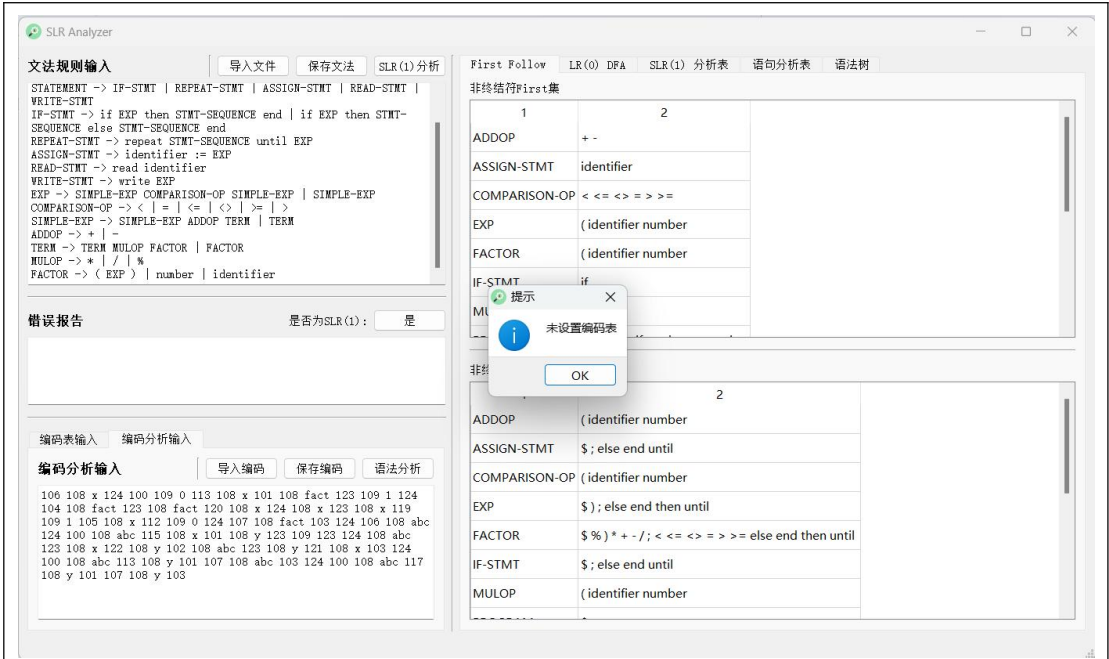 SLR Analyzer
文法规则输入
导入文件
保存文法
SLR(1)分析
STATEMENT -> IF-STMT | REPEAT-STMT | ASSIGN-STMT | READ-STMT |
WRITE-STMT
IF-STMT -> if EXP then STMT-SEQUENCE end | if EXP then STMT-
SEQUENCE else STMT-SEQUENCE end
REPEAT-STMT -> repeat STMT-SEQUENCE until EXP
ASSIGN-STMT -> identifier := EXP
READ-STMT -> read identifier
WRITE-STMT -> write EXP
EXP -> SIMPLE-EXP COMPARISON-OP SIMPLE-EXP | SIMPLE-EXP
COMPARISON-OP -> < | = | <= | <> | >= | >
SIMPLE-EXP -> SIMPLE-EXP ADDOP TERM | TERM
ADDOP -> + | -
TERM -> TERM MULOP FACTOR | FACTOR
MULOP -> * | / | %
FACTOR -> ( EXP ) | number | identifier
错误报告
是否为SLR(1):
是
编码表输入
编码分析输入
编码分析输入
导入编码
保存编码
语法分析
106 108 x 124 100 109 0 113 108 x 101 108 fact 123 109 1 124
104 108 fact 123 108 fact 120 108 x 124 108 x 123 108 x 119
109 1 105 108 x 112 109 0 124 107 108 fact 103 124 106 108 abc
124 100 108 abc 115 108 x 101 108 y 123 109 123 124 108 abc
123 108 x 122 108 y 102 108 abc 123 108 y 121 108 x 103 124
100 108 abc 113 108 y 101 107 108 abc 103 124 100 108 abc 117
108 y 101 107 108 y 103
First Follow
LR(0) DFA
SLR(1) 分析表
语句分析表
语法树
非终结符First集
1 2
ADDOP + -
ASSIGN-STMT identifier
COMPARISON-OP < <= <> = > >=
EXP ( identifier number
FACTOR ( identifier number
IF-STMT if
提示
未设置编码表
OK
2
ADDOP ( identifier number
ASSIGN-STMT $ ; else end until
COMPARISON-OP ( identifier number
EXP $ ) ; else end then until
FACTOR $ % ) * + - / ; < <= <> = > >= else end then until
IF-STMT $ ; else end until
MULOP ( identifier number